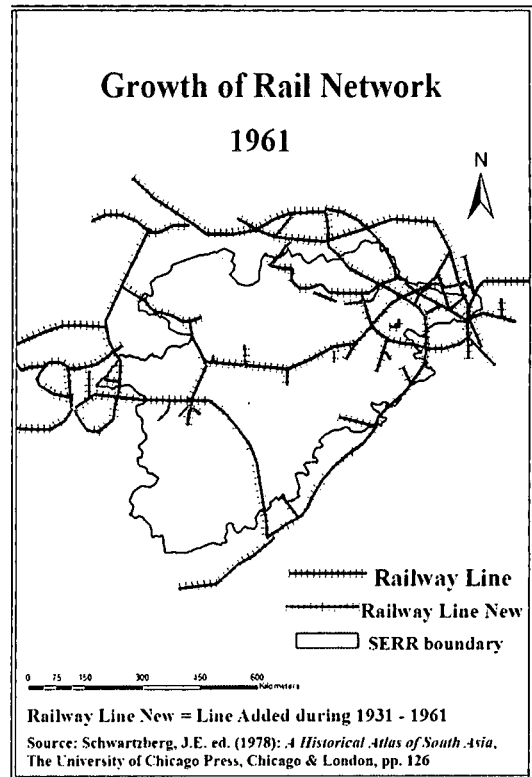 Growth of Rail Network
1961
N
Railway Line
Railway Line New
SERR boundary
0 75 150 300 450 600
Kilometers
Railway Line New = Line Added during 1931 - 1961
Source: Schwartzberg, J.E. ed. (1978): A Historical Atlas of South Asia,
The University of Chicago Press, Chicago & London, pp. 126